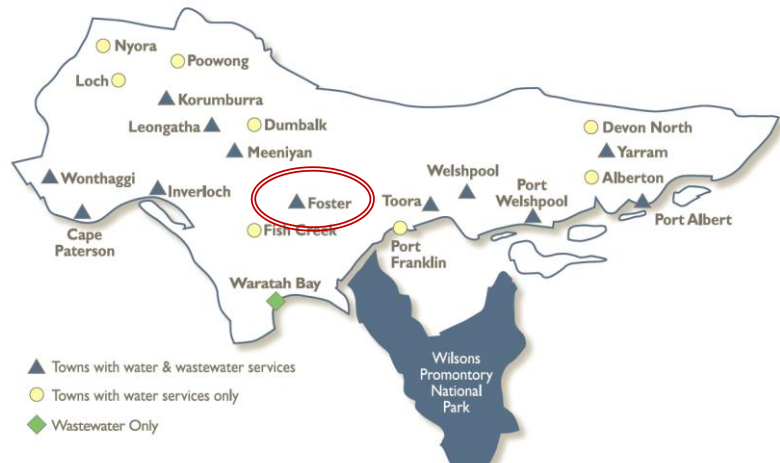 Nyora
Poowong
Loch
Korumburra
Leongatha
Dumbalk
Devon North
Meeniyan
Yarram
Wonthaggi
Inverloch
Foster
Toora
Welshpool
Port
Welshpool
Alberton
Cape
Paterson
Fish Creek
Port
Franklin
Port Albert
Waratah Bay
Wilsons
Promontory
National
Park
Towns with water & wastewater services
Towns with water services only
Wastewater Only